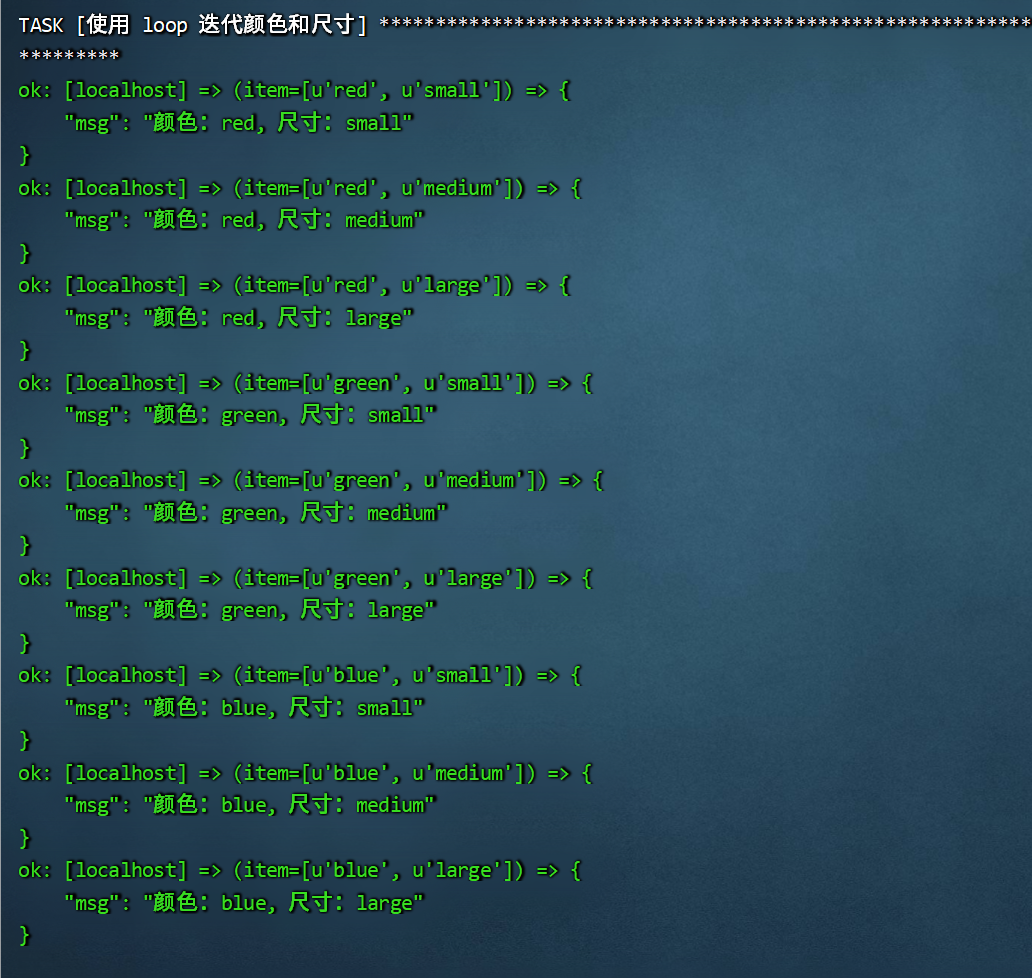 TASK [使用 loop 迭代颜色和尺寸] **********************************************************
*********
ok: [localhost] => (item=[u'red', u'small']) => {
    "msg": "颜色：red, 尺寸：small"
}
ok: [localhost] => (item=[u'red', u'medium']) => {
    "msg": "颜色：red, 尺寸：medium"
}
ok: [localhost] => (item=[u'red', u'large']) => {
    "msg": "颜色：red, 尺寸：large"
}
ok: [localhost] => (item=[u'green', u'small']) => {
    "msg": "颜色：green, 尺寸：small"
}
ok: [localhost] => (item=[u'green', u'medium']) => {
    "msg": "颜色：green, 尺寸：medium"
}
ok: [localhost] => (item=[u'green', u'large']) => {
    "msg": "颜色：green, 尺寸：large"
}
ok: [localhost] => (item=[u'blue', u'small']) => {
    "msg": "颜色：blue, 尺寸：small"
}
ok: [localhost] => (item=[u'blue', u'medium']) => {
    "msg": "颜色：blue, 尺寸：medium"
}
ok: [localhost] => (item=[u'blue', u'large']) => {
    "msg": "颜色：blue, 尺寸：large"
}